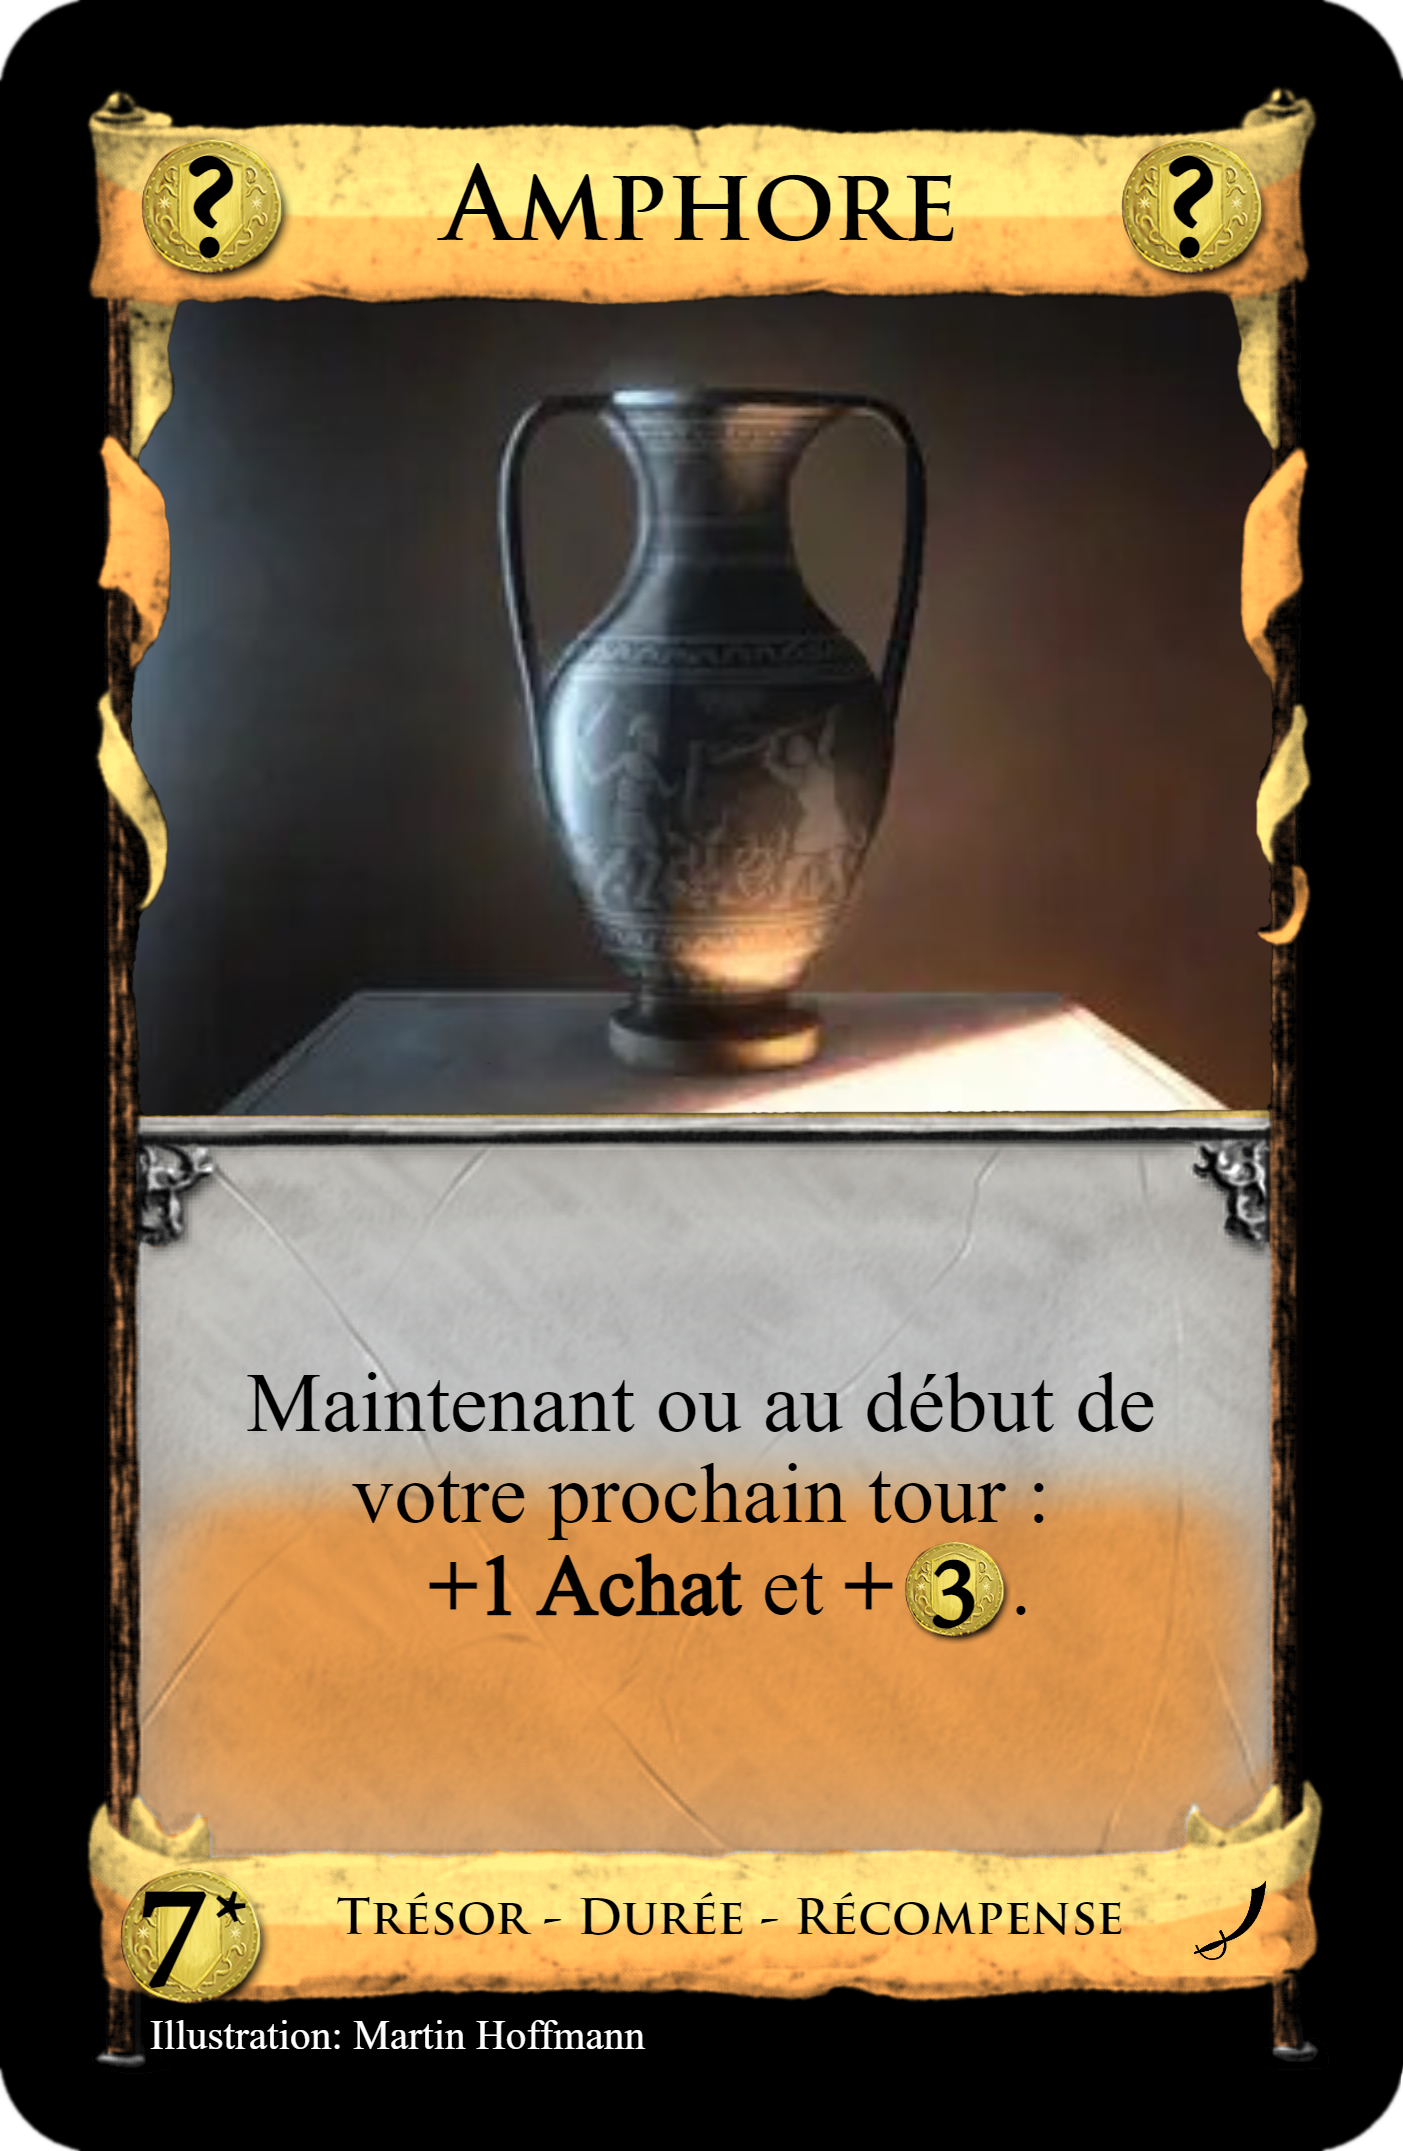 ? AMPHORE ?
Maintenant ou au début de
votre prochain tour :
+1 Achat et + 3 .
7* TRÉSOR - DURÉE - RÉCOMPENSE
Illustration: Martin Hoffmann